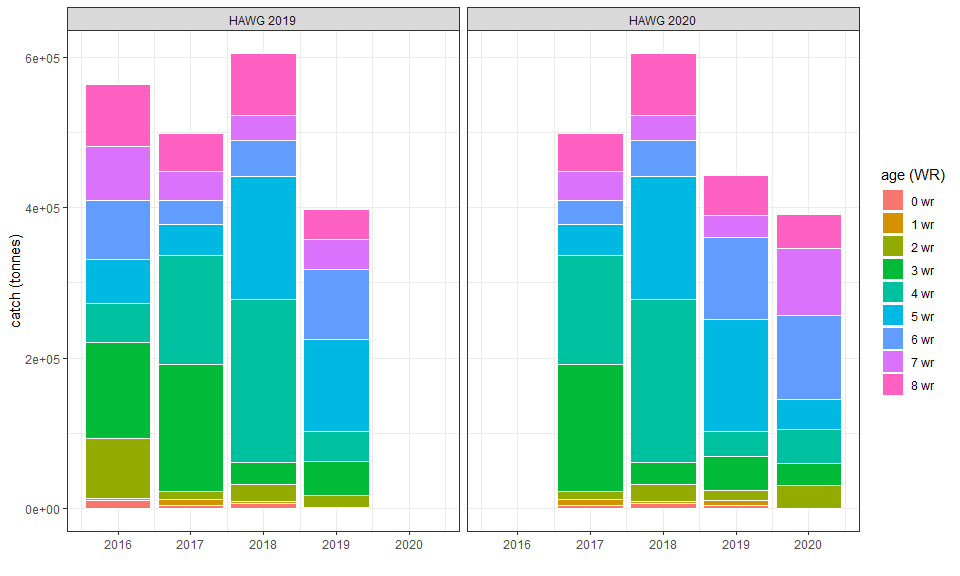 HAWG 2019
HAWG 2020
catch (tonnes)
6e+05
4e+05
2e+05
0e+00
2016 2017 2018 2019 2020
2016 2017 2018 2019 2020
age (WR)
0 wr
1 wr
2 wr
3 wr
4 wr
5 wr
6 wr
7 wr
8 wr